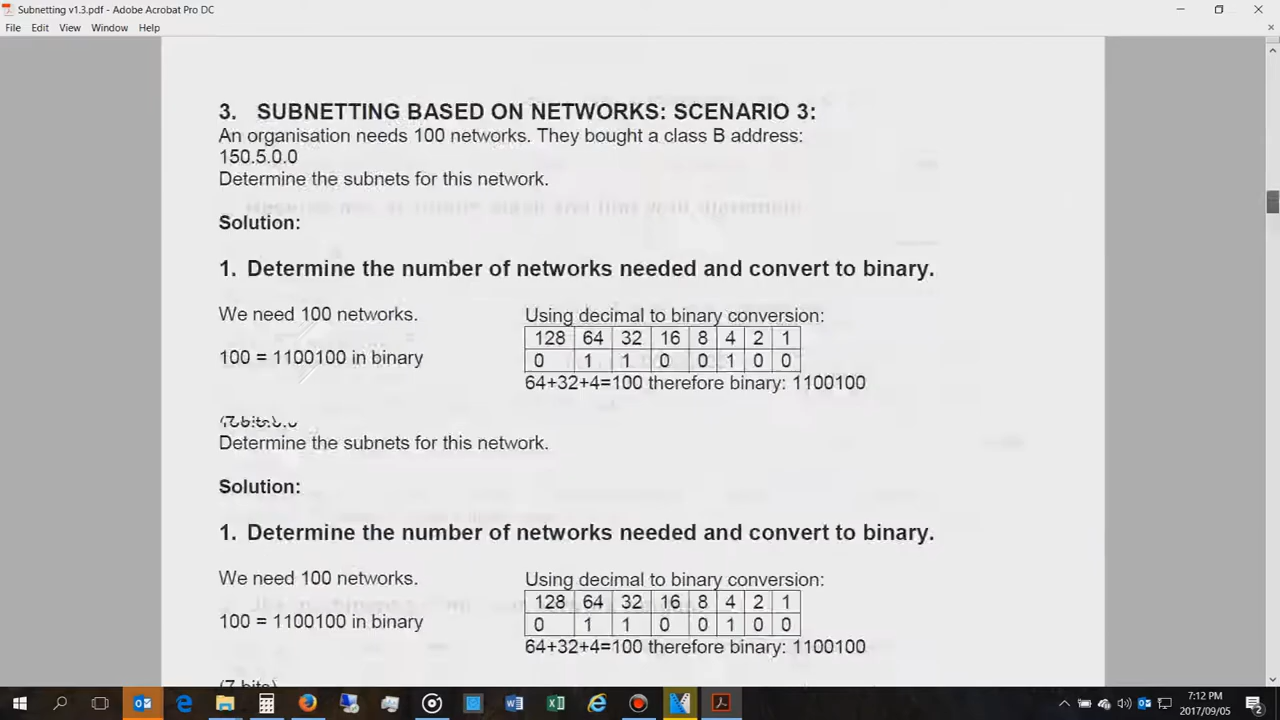 Subnetting v1.3.pdf - Adobe Acrobat Pro DC
File Edit View Window Help
3. SUBNETTING BASED ON NETWORKS: SCENARIO 3:
An organisation needs 100 networks. They bought a class B address:
150.5.0.0
Determine the subnets for this network.
Solution:
1. Determine the number of networks needed and convert to binary.
We need 100 networks.
Using decimal to binary conversion:
128 64 32 16 8 4 2 1
0 1 1 0 0 1 0 0
100 = 1100100 in binary
64+32+4=100 therefore binary: 1100100
Determine the subnets for this network.
Solution:
1. Determine the number of networks needed and convert to binary.
We need 100 networks.
Using decimal to binary conversion:
128 64 32 16 8 4 2 1
0 1 1 0 0 1 0 0
100 = 1100100 in binary
64+32+4=100 therefore binary: 1100100
(7 bits)
7:12 PM
2017/09/05